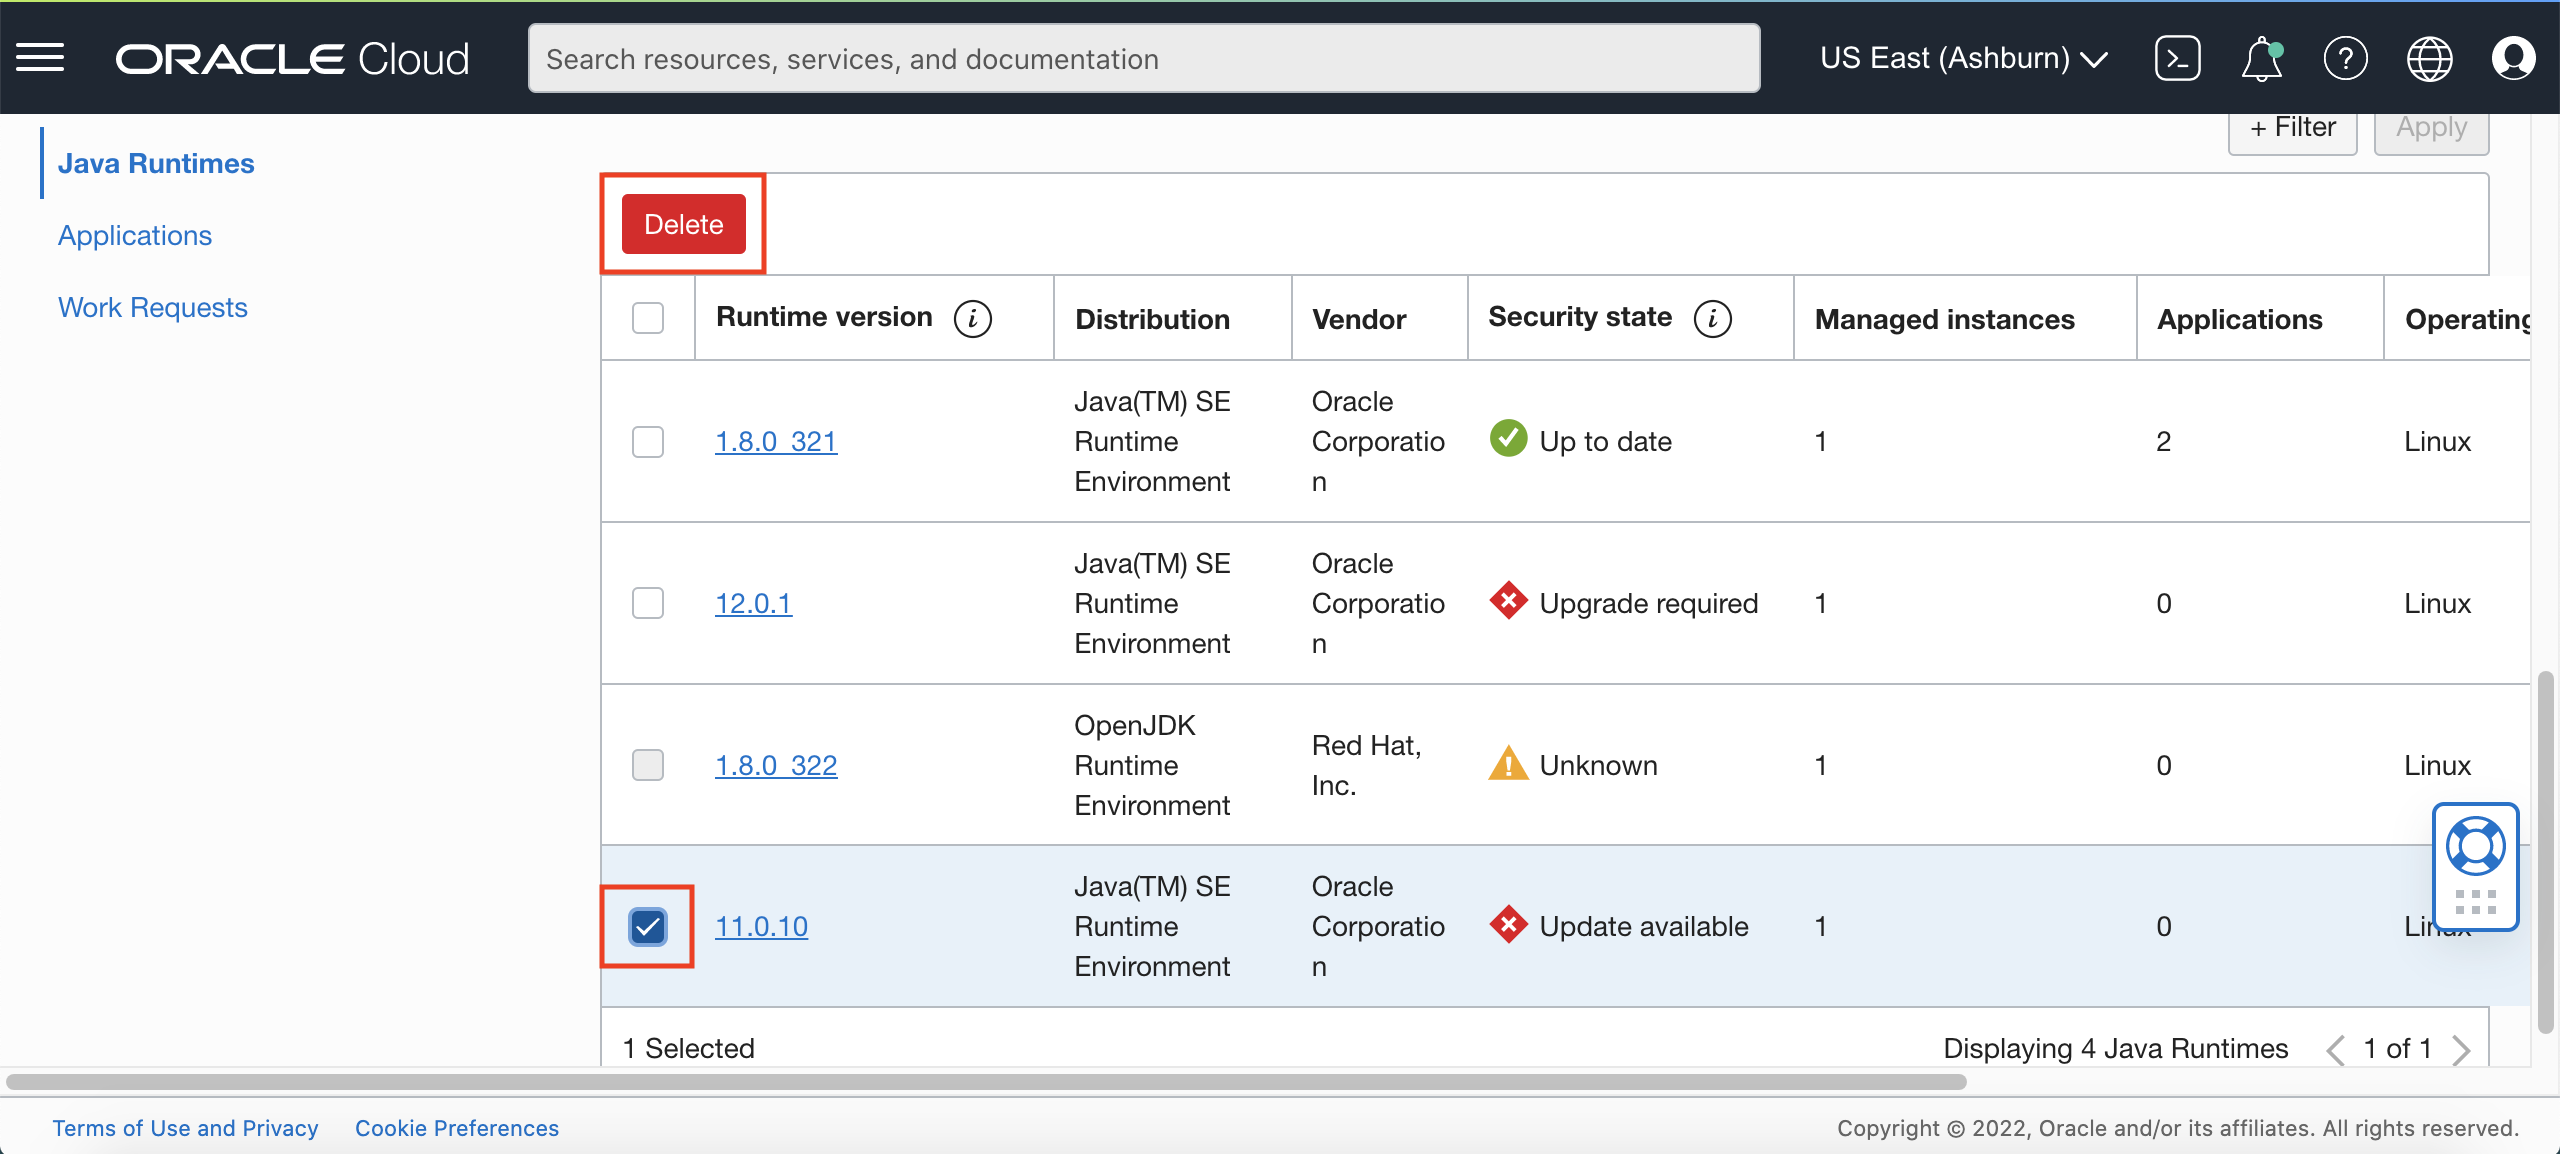 ORACLE Cloud
Search resources, services, and documentation
US East (Ashburn)
+ Filter
Apply
Java Runtimes
Applications
Work Requests
Delete
Runtime version
Distribution
Vendor
Security state
Managed instances
Applications
Operating
1.8.0_321
Java(TM) SE
Runtime
Environment
Oracle
Corporatio
n
Up to date
1
2
Linux
12.0.1
Java(TM) SE
Runtime
Environment
Oracle
Corporatio
n
Upgrade required
1
0
Linux
1.8.0_322
OpenJDK
Runtime
Environment
Red Hat,
Inc.
Unknown
1
0
Linux
11.0.10
Java(TM) SE
Runtime
Environment
Oracle
Corporatio
n
Update available
1
0
Linux
1 Selected
Displaying 4 Java Runtimes
1 of 1
Terms of Use and Privacy
Cookie Preferences
Copyright © 2022, Oracle and/or its affiliates. All rights reserved.